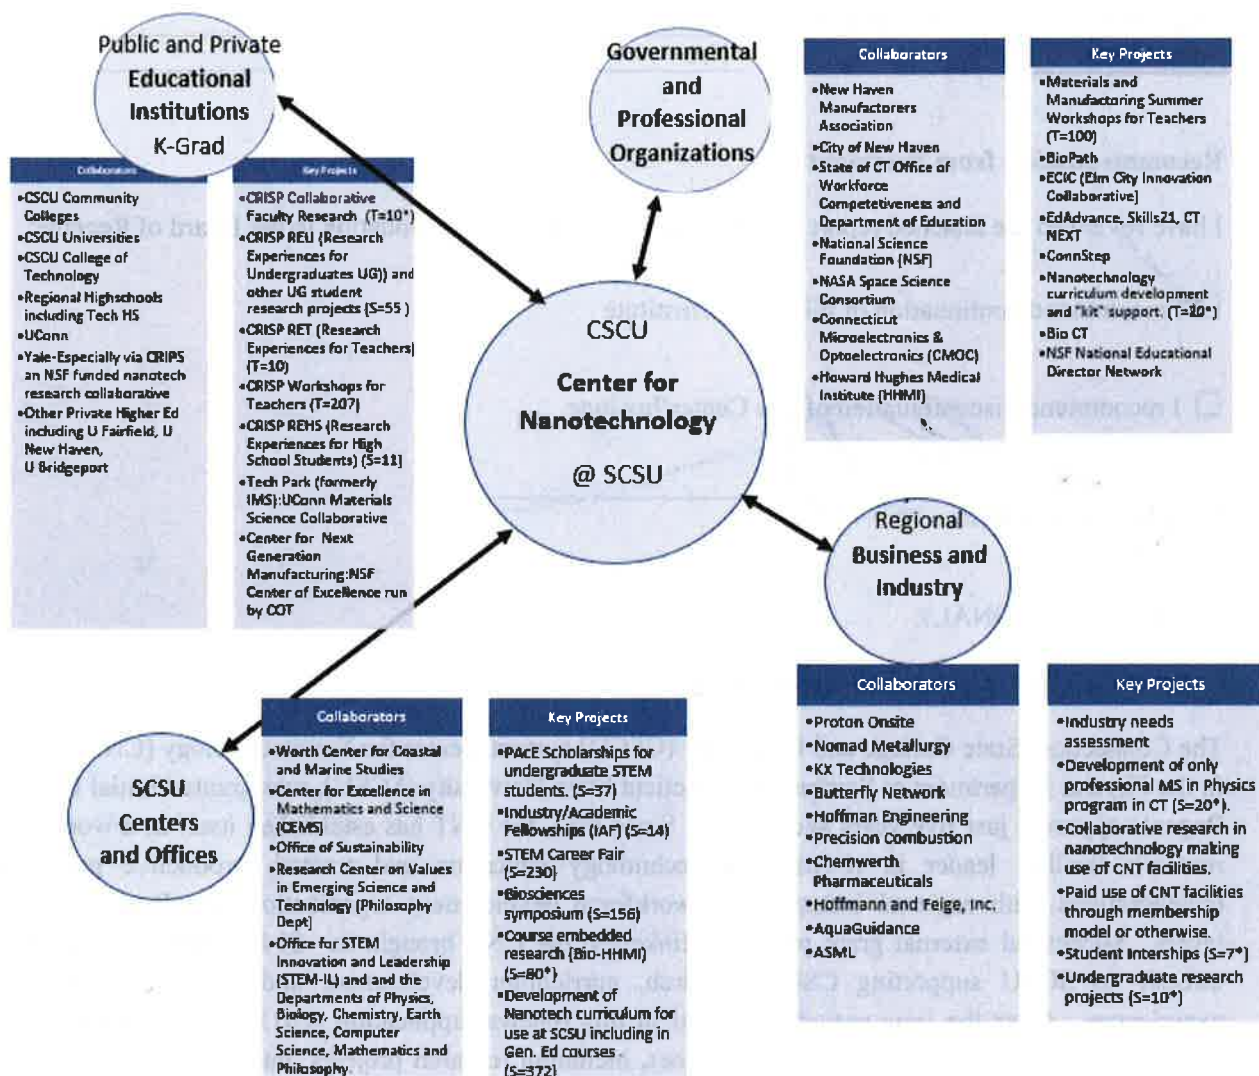 Public and Private
Educational
Institutions
K-Grad
Collaborators
•CSCU Community
Colleges
•CSCU Universities
•CSCU College of
Technology
•Regional Highschools
including Tech HS
•UConn
•Yale-Especially via CRIPS
an NSF funded nanotech
research collaborative
•Other Private Higher Ed
including U Fairfield, U
New Haven,
U Bridgeport
Key Projects
•CRISP Collaborative
Faculty Research (T=10*)
•CRISP REU (Research
Experiences for
Undergraduates UG)) and
other UG student
research projects (S=55 )
•CRISP RET (Research
Experiences for Teachers)
(T=10)
•CRISP Workshops for
Teachers (T=207)
•CRISP REHS (Research
Experiences for High
School Students) (S=11]
•Tech Park (formerly
IMS):UConn Materials
Science Collaborative
•Center for Next
Generation
Manufacturing:NSF
Center of Excellence run
by COT
Governmental
and
Professional
Organizations
Collaborators
•New Haven
Manufactorers
Association
•City of New Haven
•State of CT Office of
Workforce
Competetiveness and
Department of Education
•National Science
Foundation (NSF]
•NASA Space Science
Consortium
•Connecticut
Microelectronics &
Optoelectronics (CMOC)
•Howard Hughes Medical
Institute (HHMI)
Key Projects
•Materials and
Manufactoring Summer
Workshops for Teachers
(T=100)
•BioPath
•ECIC (Elm City Innovation
Collaborative]
•EdAdvance, Skills21, CT
NEXT
•ConnStep
•Nanotechnology
curriculum development
and "kit" support. (T=20*)
•Bio CT
•NSF National Educational
Director Network
CSCU
Center for
Nanotechnology
@ SCSU
Regional
Business and
Industry
Collaborators
•Proton Onsite
•Nomad Metallurgy
•KX Technologies
•Butterfly Network
•Hoffman Engineering
•Precision Combustion
•Chemwerth
Pharmaceuticals
•Hoffmann and Feige, Inc.
•AquaGuidance
•ASML
Key Projects
•Industry needs
assessment
•Development of only
professional MS in Physics
program in CT (S=20*).
•Collaborative research in
nanotechnology making
use of CNT facilities.
•Paid use of CNT facilities
through membership
model or otherwise.
•Student Interships (S=7*)
•Undergraduate research
projects (S=10*)
SCSU
Centers
and Offices
Collaborators
•Worth Center for Coastal
and Marine Studies
•Center for Excellence in
Mathematics and Science
(CEMS)
•Office of Sustainability
•Research Center on Values
in Emerging Science and
Technology [Philosophy
Dept]
•Office for STEM
Innovation and Leadership
(STEM-IL) and and the
Departments of Physics,
Biology, Chemistry, Earth
Science, Computer
Science, Mathematics and
Philosophy.
Key Projects
•PAcE Scholarships for
undergraduate STEM
students. (S=37)
•Industry/Academic
Fellowships (IAF) (S=14)
•STEM Career Fair
(S=230)
•Biosciences
symposium (S=156)
•Course embedded
research (Bio-HHMI)
(S=80*)
•Development of
Nanotech curriculum for
use at SCSU including in
Gen. Ed courses
(S=372)